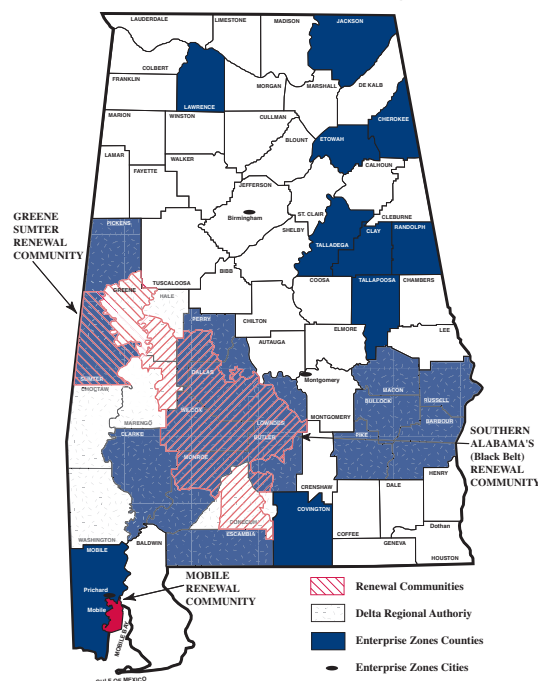 LAUDERDALE
LIMESTONE
MADISON
JACKSON
COLBERT
FRANKLIN
LAWRENCE
MORGAN
MARSHALL
DE KALB
MARION
WINSTON
CULLMAN
CHEROKEE
BLOUNT
ETOWAH
LAMAR
FAYETTE
WALKER
CALHOUN
JEFFERSON
Birmingham
ST. CLAIR
CLEBURNE
SHELBY
TALLADEGA
CLAY
RANDOLPH
GREENE
SUMTER
RENEWAL
COMMUNITY
PICKENS
TUSCALOOSA
BIBB
COOSA
TALLAPOOSA
CHAMBERS
GREENE
HALE
PERRY
CHILTON
ELMORE
LEE
AUTAUGA
SUMTER
CHOCTAW
DALLAS
Montgomery
MACON
BULLOCK
RUSSELL
MARENGO
WILCOX
LOWNDES
MONTGOMERY
BARBOUR
CLARKE
BUTLER
PIKE
SOUTHERN
ALABAMA'S
(Black Belt)
RENEWAL
COMMUNITY
MONROE
CRENSHAW
DALE
HENRY
CONECUH
COVINGTON
COFFEE
Dothan
WASHINGTON
ESCAMBIA
GENEVA
HOUSTON
MOBILE
BALDWIN
Prichard
Mobile
MOBILE
RENEWAL
COMMUNITY
MOBILE BAY
GULF OF MEXICO
Renewal Communities
Delta Regional Authoriy
Enterprise Zones Counties
Enterprise Zones Cities